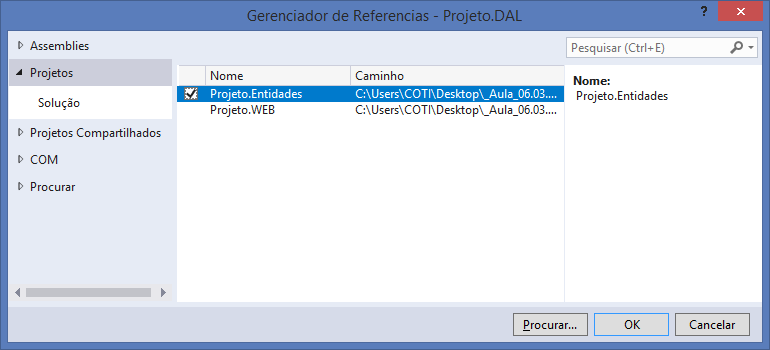 Gerenciador de Referencias - Projeto.DAL
?
Assemblies
Projetos
Solução
Projetos Compartilhados
COM
Procurar
Nome Caminho
Projeto.Entidades C:\Users\COTI\Desktop\_Aula_06.03....
Projeto.WEB C:\Users\COTI\Desktop\_Aula_06.03....
Pesquisar (Ctrl+E)
Nome:
Projeto.Entidades
Procurar... OK Cancelar